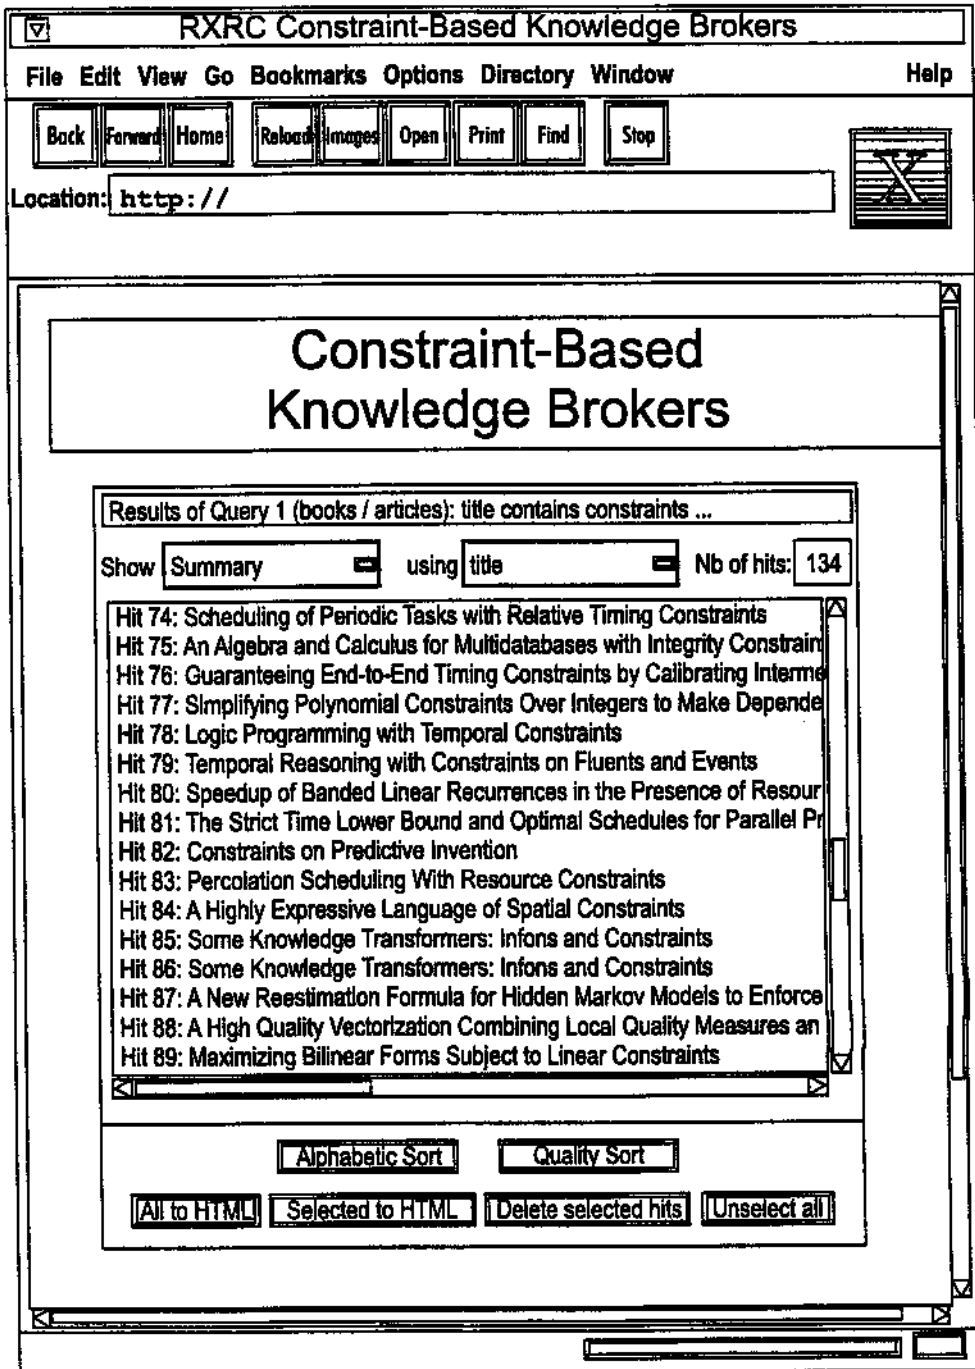 RXRC Constraint-Based Knowledge Brokers
File Edit View Go Bookmarks Options Directory Window Help
Back Forward Home Reload Images Open Print Find Stop
X
Location: http://
Constraint-Based
Knowledge Brokers
Results of Query 1 (books / articles): title contains constraints ...
Show Summary using title Nb of hits: 134
Hit 74: Scheduling of Periodic Tasks with Relative Timing Constraints
Hit 75: An Algebra and Calculus for Multidatabases with Integrity Constrain
Hit 76: Guaranteeing End-to-End Timing Constraints by Calibrating Interme
Hit 77: Simplifying Polynomial Constraints Over Integers to Make Depende
Hit 78: Logic Programming with Temporal Constraints
Hit 79: Temporal Reasoning with Constraints on Fluents and Events
Hit 80: Speedup of Banded Linear Recurrences in the Presence of Resour
Hit 81: The Strict Time Lower Bound and Optimal Schedules for Parallel Pr
Hit 82: Constraints on Predictive Invention
Hit 83: Percolation Scheduling With Resource Constraints
Hit 84: A Highly Expressive Language of Spatial Constraints
Hit 85: Some Knowledge Transformers: Infons and Constraints
Hit 86: Some Knowledge Transformers: Infons and Constraints
Hit 87: A New Reestimation Formula for Hidden Markov Models to Enforce
Hit 88: A High Quality Vectorization Combining Local Quality Measures an
Hit 89: Maximizing Bilinear Forms Subject to Linear Constraints
Alphabetic Sort Quality Sort
All to HTML Selected to HTML Delete selected hits Unselect all